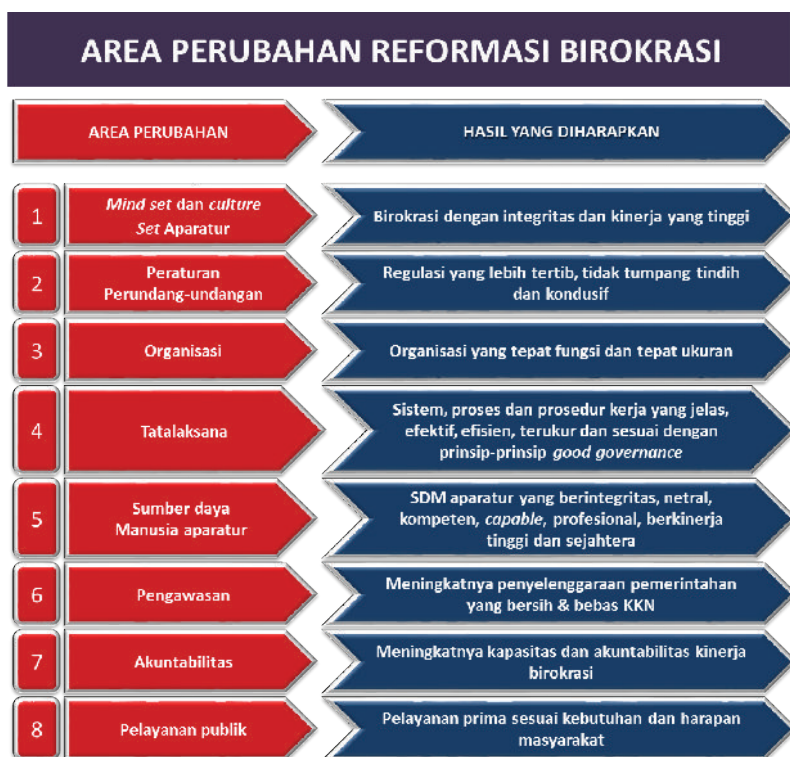 AREA PERUBAHAN REFORMASI BIROKRASI
AREA PERUBAHAN
HASIL YANG DIHARAPKAN
1
Mind set dan culture
Set Aparatur
Birokrasi dengan integritas dan kinerja yang tinggi
2
Peraturan
Perundang-undangan
Regulasi yang lebih tertib, tidak tumpang tindih
dan kondusif
3
Organisasi
Organisasi yang tepat fungsi dan tepat ukuran
4
Tatalaksana
Sistem, proses dan prosedur kerja yang jelas,
efektif, efisien, terukur dan sesuai dengan
prinsip-prinsip good governance
5
Sumber daya
Manusia aparatur
SDM aparatur yang berintegritas, netral,
kompeten, capable, profesional, berkinerja
tinggi dan sejahtera
6
Pengawasan
Meningkatnya penyelenggaraan pemerintahan
yang bersih & bebas KKN
7
Akuntabilitas
Meningkatnya kapasitas dan akuntabilitas kinerja
birokrasi
8
Pelayanan publik
Pelayanan prima sesuai kebutuhan dan harapan
masyarakat